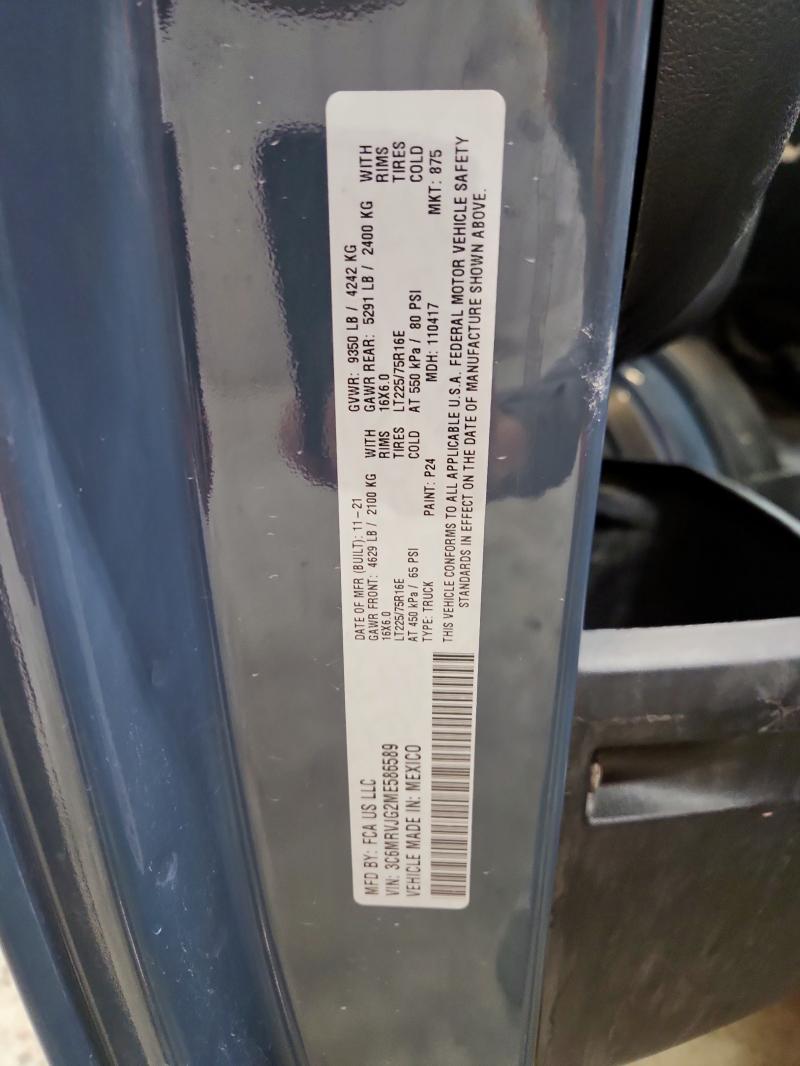 MFD BY: FCA US LLC
VIN: 3C6MRVJG2ME586589
VEHICLE MADE IN: MEXICO
DATE OF MFR (BUILT): 11-21 GVWR: 9350 LB / 4242 KG
GAWR FRONT: 4629 LB / 2100 KG WITH GAWR REAR: 5291 LB / 2400 KG WITH
16X6.0 RIMS 16X6.0 RIMS
LT225/75R16E TIRES LT225/75R16E TIRES
AT 450 kPa / 65 PSI COLD AT 550 kPa / 80 PSI COLD
TYPE: TRUCK PAINT: P24 MDH: 110417 MKT: 875
THIS VEHICLE CONFORMS TO ALL APPLICABLE U.S.A. FEDERAL MOTOR VEHICLE SAFETY
STANDARDS IN EFFECT ON THE DATE OF MANUFACTURE SHOWN ABOVE.